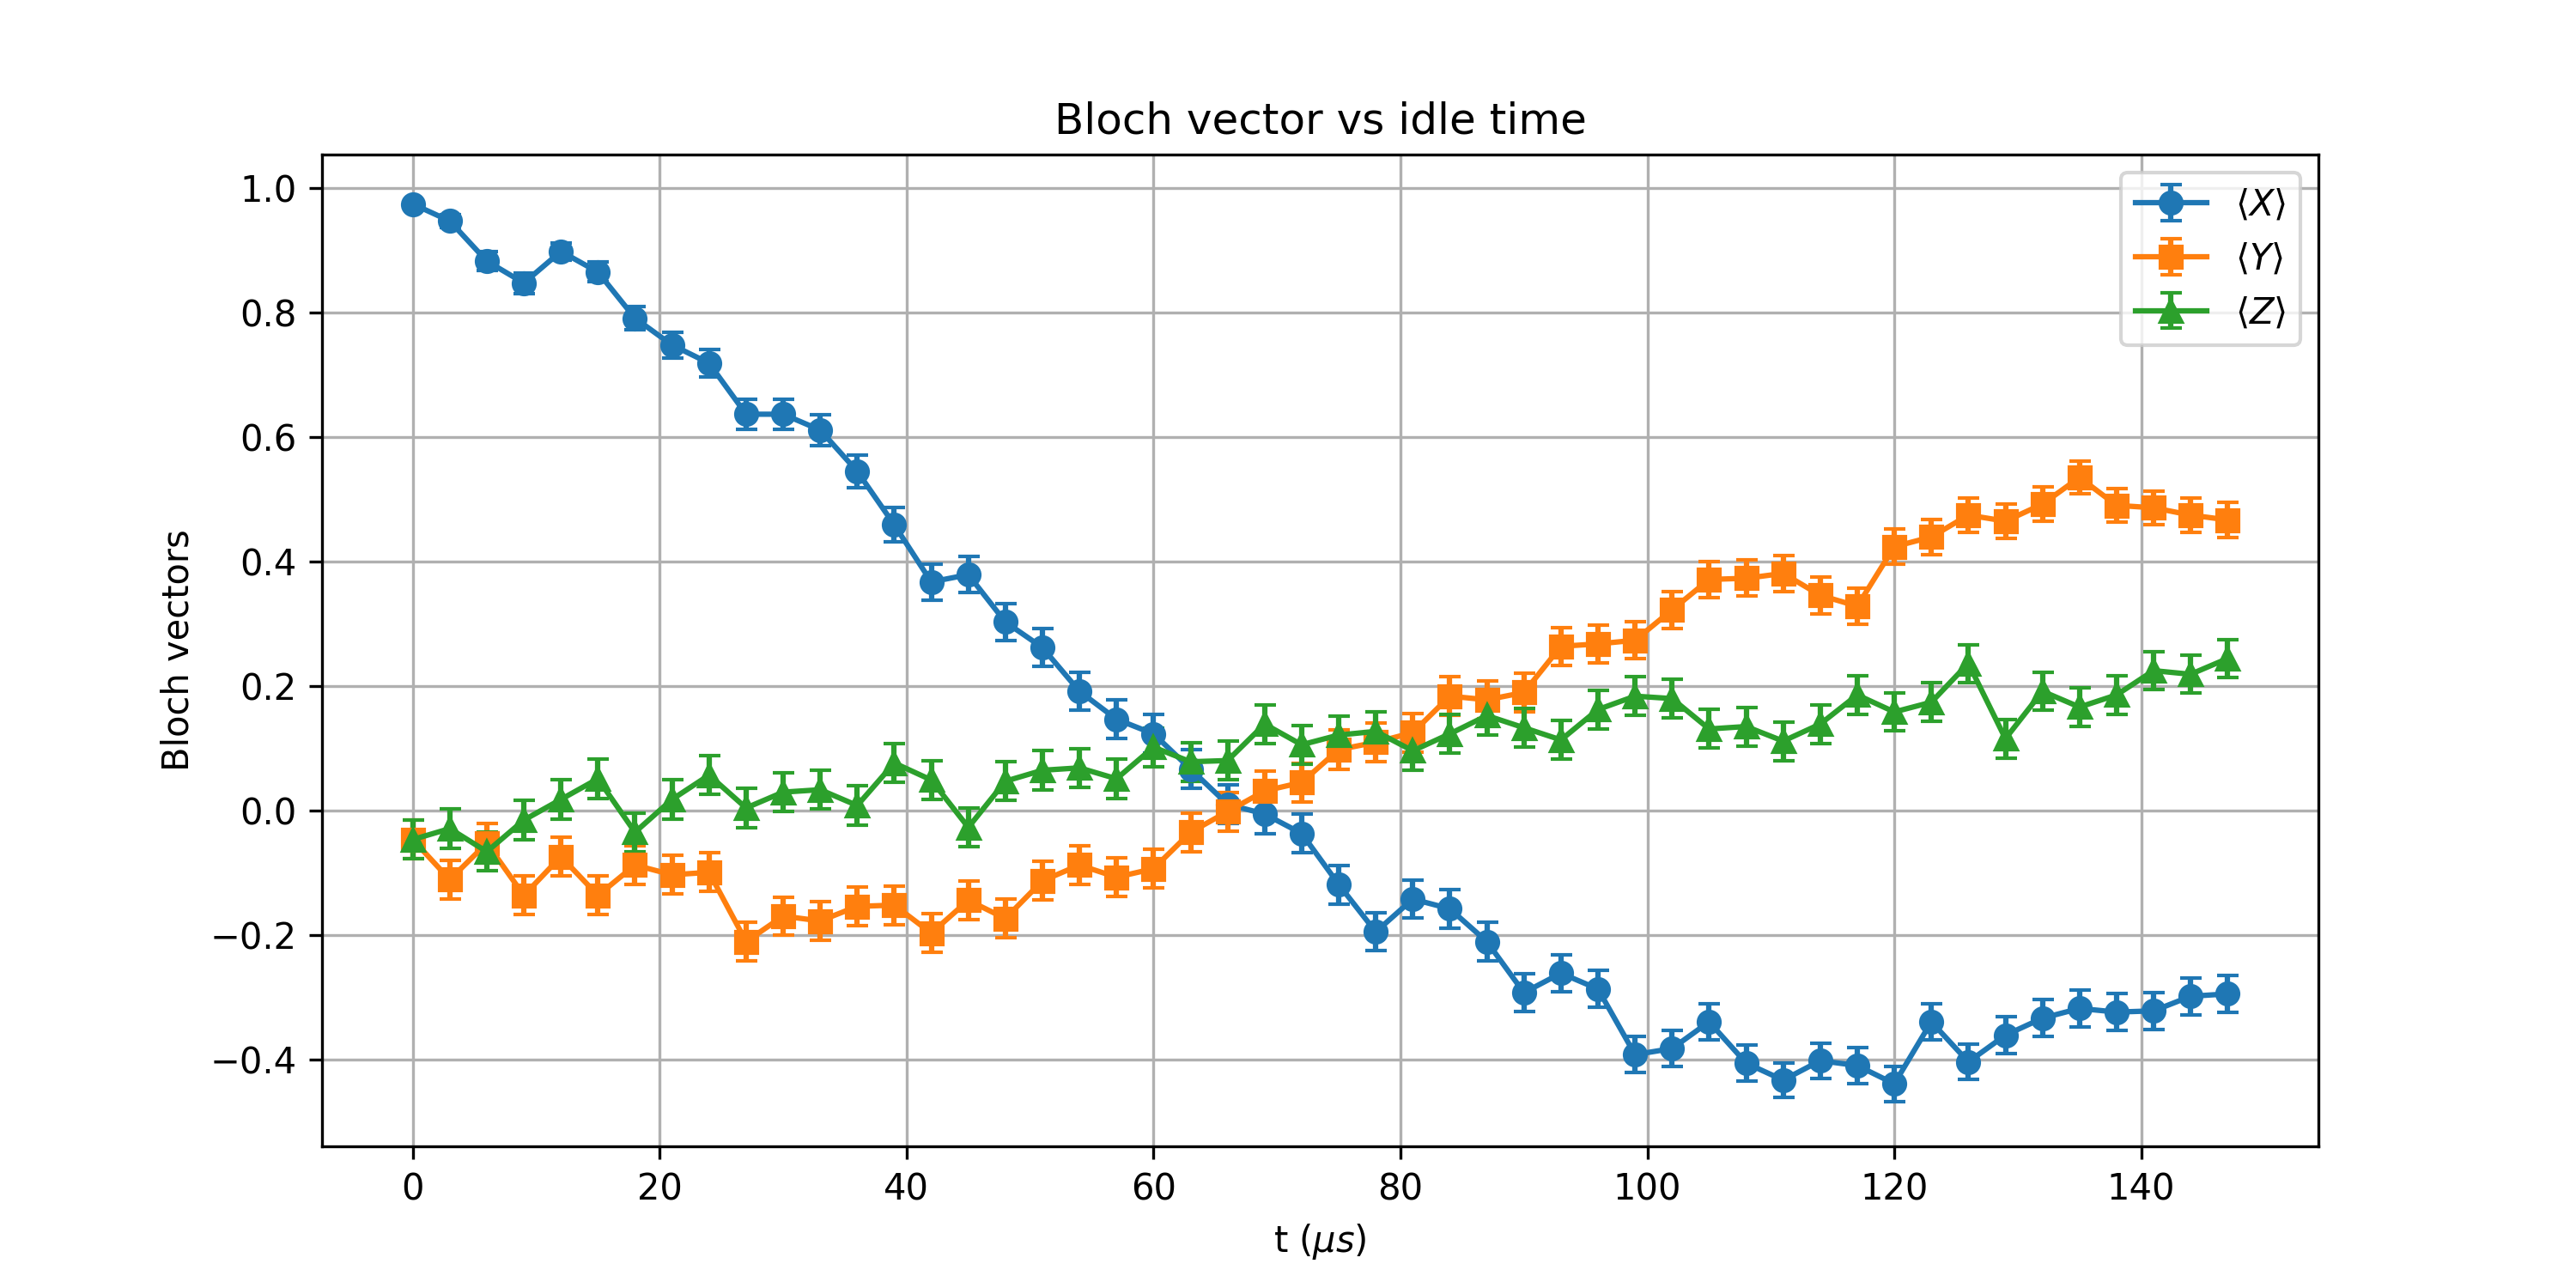 Bloch vector vs idle time
⟨X⟩
⟨Y⟩
⟨Z⟩
Bloch vectors
1.0
0.8
0.6
0.4
0.2
0.0
−0.2
−0.4
0 20 40 60 80 100 120 140
t (μs)